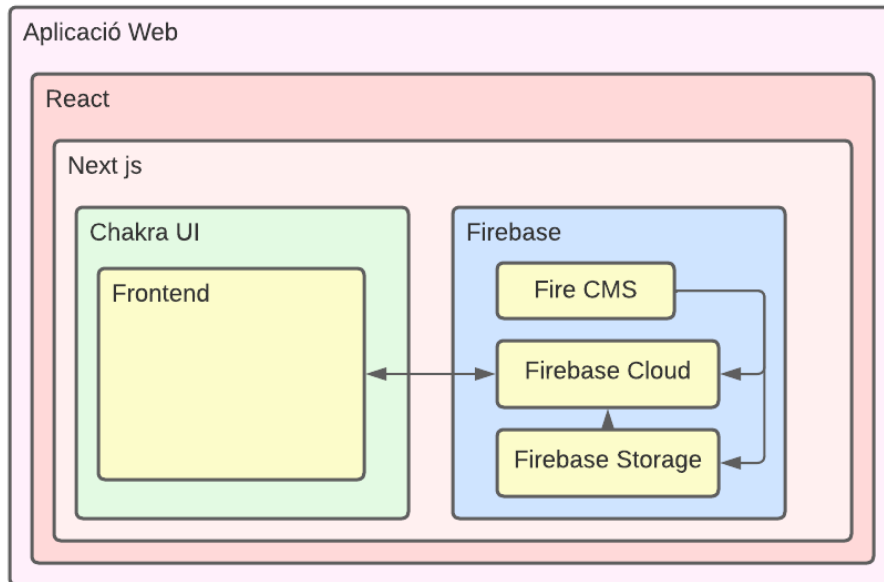 Aplicació Web
React
Next js
Chakra UI
Frontend
Firebase
Fire CMS
Firebase Cloud
Firebase Storage